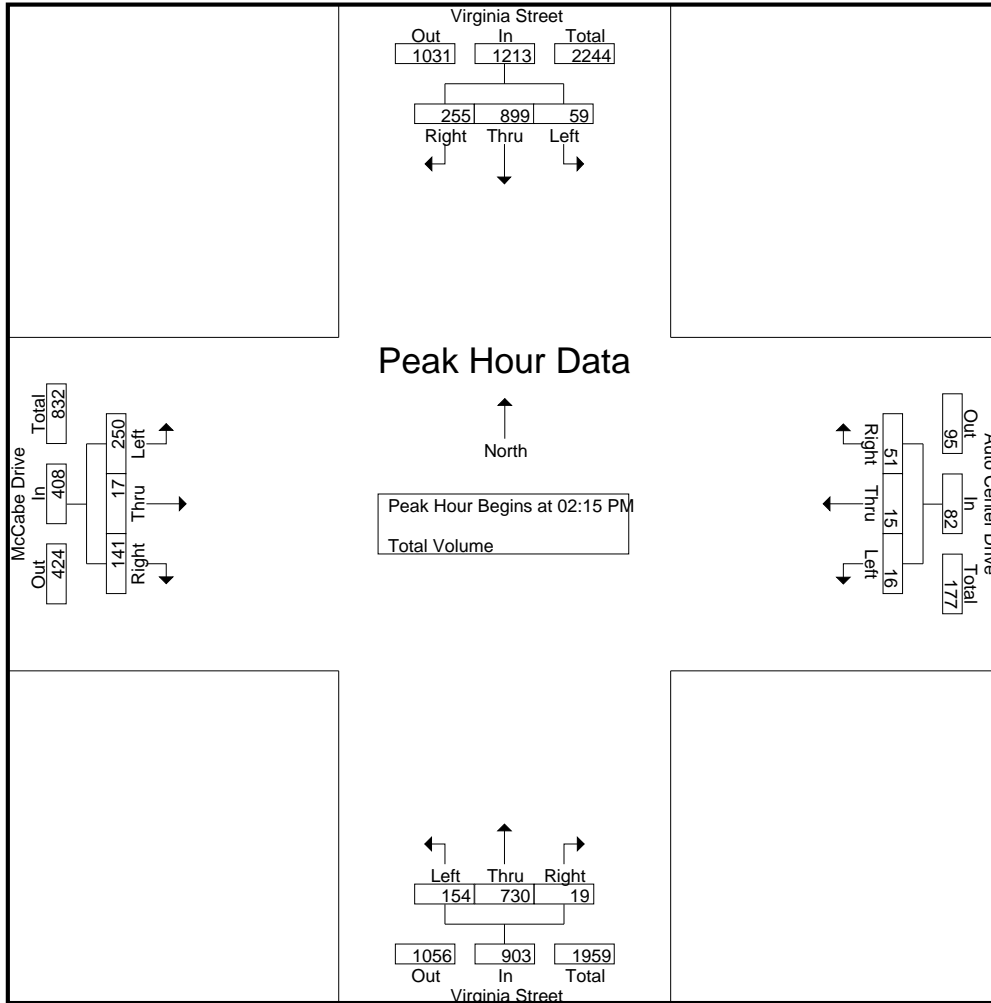 Virginia Street
Out In Total
1031 1213 2244
255 899 59
Right Thru Left
Peak Hour Data
North
Peak Hour Begins at 02:15 PM
Total Volume
McCabe Drive
Out In Total
424 408 832
141 17 250
Right Thru Left
Auto Center Drive
Out In Total
95 82 177
51 15 16
Right Thru Left
Left Thru Right
154 730 19
1056 903 1959
Out In Total
Virginia Street